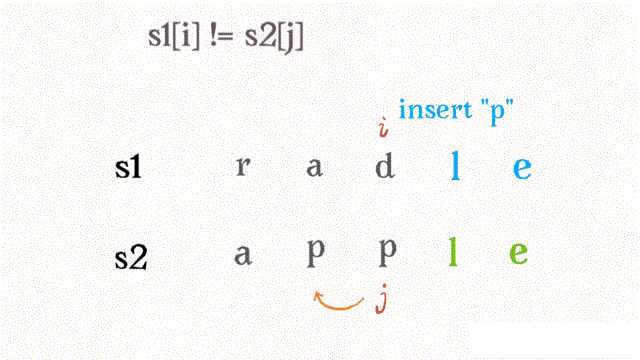 s1[i] != s2[j]
insert "p"
i
s1 r a d l e
s2 a p p l e
j